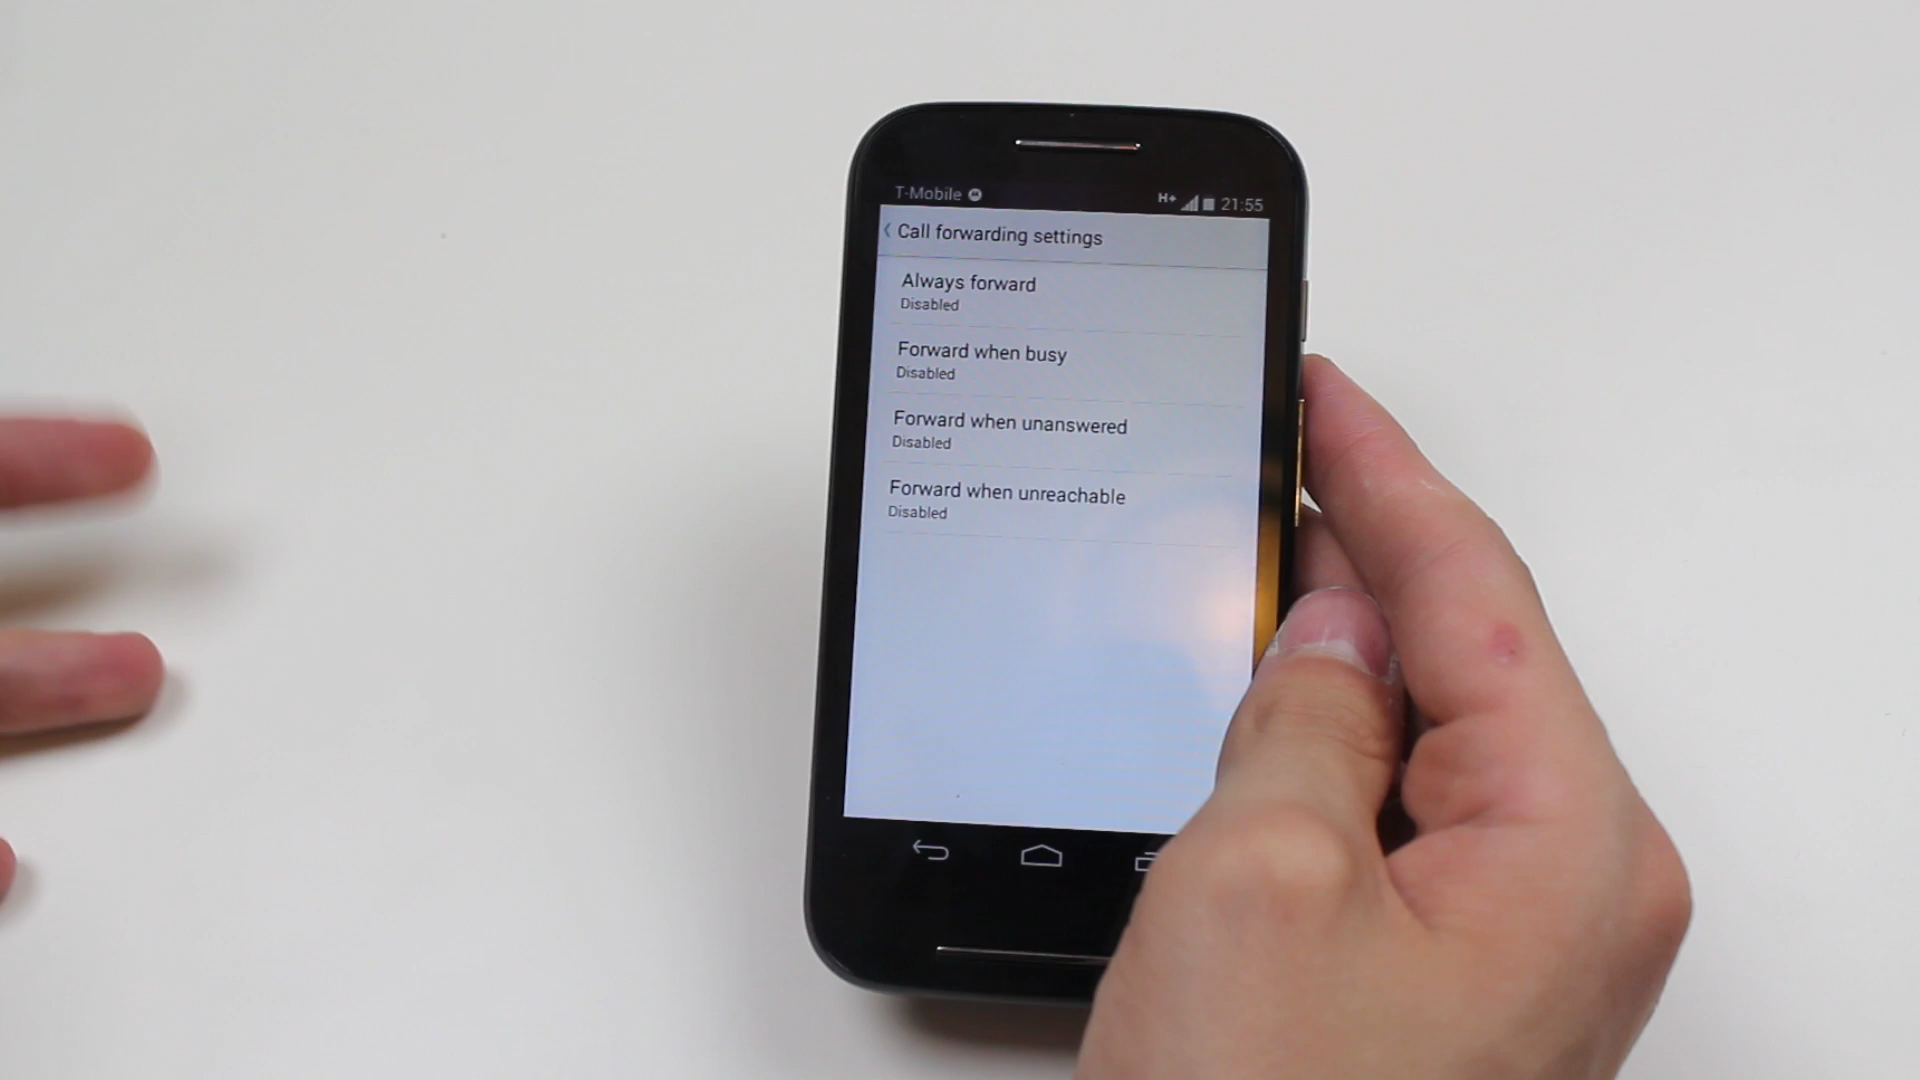 T-Mobile
H+ 21:55
Call forwarding settings
Always forward
Disabled
Forward when busy
Disabled
Forward when unanswered
Disabled
Forward when unreachable
Disabled